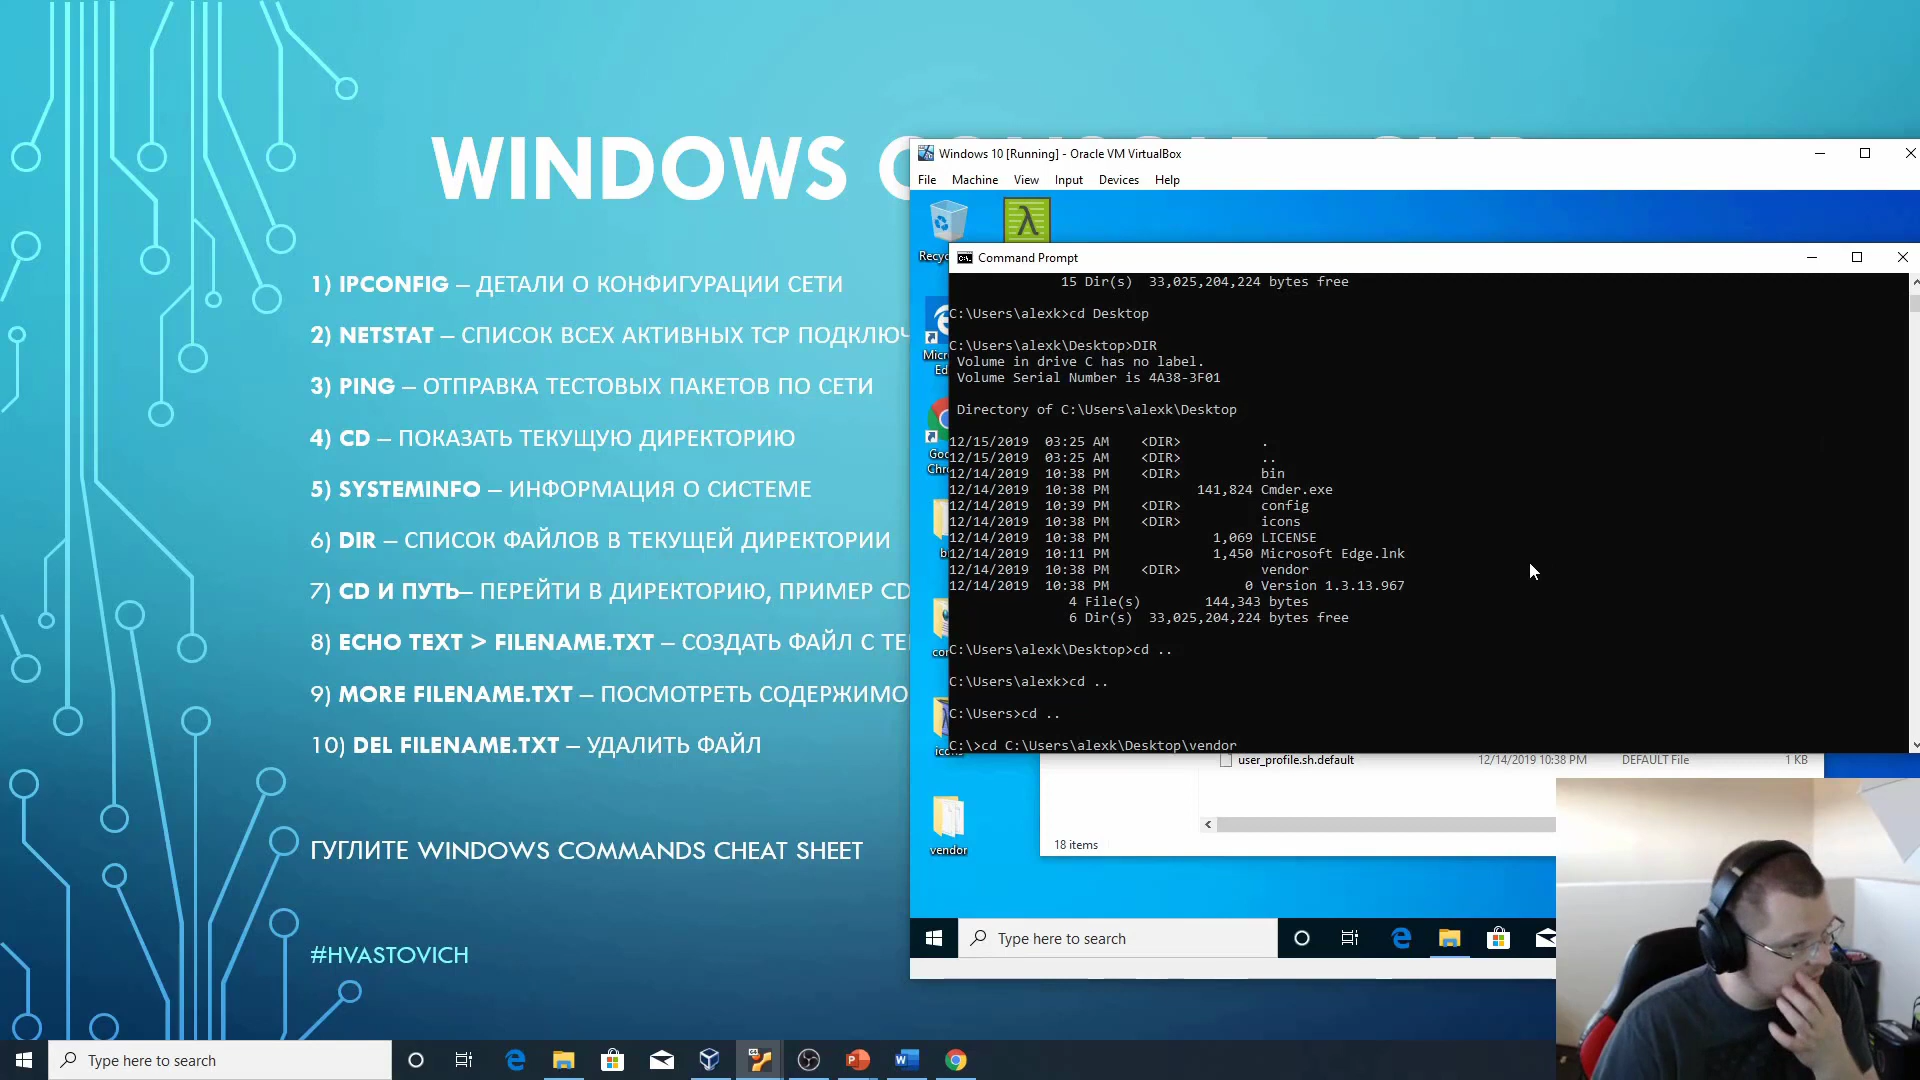 WINDOWS
1) IPCONFIG – ДЕТАЛИ О КОНФИГУРАЦИИ СЕТИ
2) NETSTAT – СПИСОК ВСЕХ АКТИВНЫХ TCP ПОДКЛЮЧ
3) PING – ОТПРАВКА ТЕСТОВЫХ ПАКЕТОВ ПО СЕТИ
4) CD – ПОКАЗАТЬ ТЕКУЩУЮ ДИРЕКТОРИЮ
5) SYSTEMINFO – ИНФОРМАЦИЯ О СИСТЕМЕ
6) DIR – СПИСОК ФАЙЛОВ В ТЕКУЩЕЙ ДИРЕКТОРИИ
7) CD И ПУТЬ– ПЕРЕЙТИ В ДИРЕКТОРИЮ, ПРИМЕР CD
8) ECHO TEXT > FILENAME.TXT – СОЗДАТЬ ФАЙЛ С ТЕ
9) MORE FILENAME.TXT – ПОСМОТРЕТЬ СОДЕРЖИМО
10) DEL FILENAME.TXT – УДАЛИТЬ ФАЙЛ
ГУГЛИТЕ WINDOWS COMMANDS CHEAT SHEET
#HVASTOVICH
Windows 10 [Running] - Oracle VM VirtualBox
File Machine View Input Devices Help
Recyc
Micr
Ed
Go
Chr
b
co
ico
vendor
Command Prompt
15 Dir(s) 33,025,204,224 bytes free
C:\Users\alexk>cd Desktop
C:\Users\alexk\Desktop>DIR
Volume in drive C has no label.
Volume Serial Number is 4A38-3F01
Directory of C:\Users\alexk\Desktop
12/15/2019 03:25 AM <DIR> .
12/15/2019 03:25 AM <DIR> ..
12/14/2019 10:38 PM <DIR> bin
12/14/2019 10:38 PM 141,824 Cmder.exe
12/14/2019 10:39 PM <DIR> config
12/14/2019 10:38 PM <DIR> icons
12/14/2019 10:38 PM 1,069 LICENSE
12/14/2019 10:11 PM 1,450 Microsoft Edge.lnk
12/14/2019 10:38 PM <DIR> vendor
12/14/2019 10:38 PM 0 Version 1.3.13.967
4 File(s) 144,343 bytes
6 Dir(s) 33,025,204,224 bytes free
C:\Users\alexk\Desktop>cd ..
C:\Users\alexk>cd ..
C:\Users>cd ..
C:\>cd C:\Users\alexk\Desktop\vendor
user_profile.sh.default 12/14/2019 10:38 PM DEFAULT File 1 KB
18 items
Type here to search
Type here to search